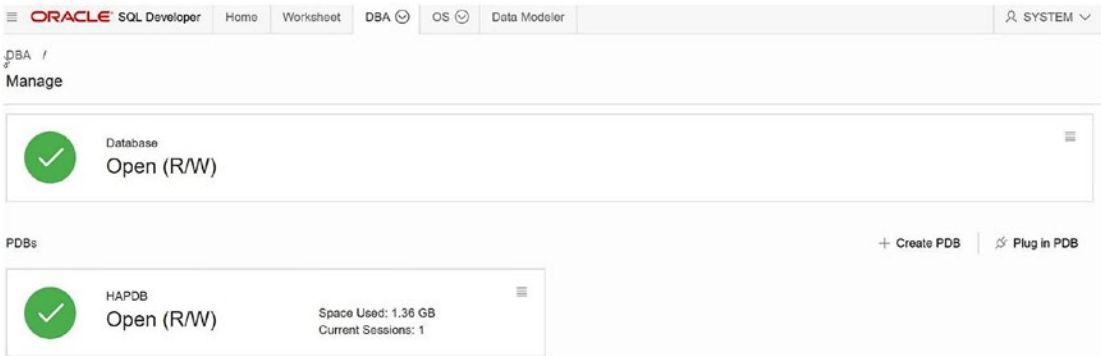 ORACLE SQL Developer Home Worksheet DBA OS Data Modeler SYSTEM
DBA /
Manage
Database
Open (R/W)
PDBs + Create PDB Plug in PDB
HAPDB
Open (R/W) Space Used: 1.36 GB
Current Sessions: 1